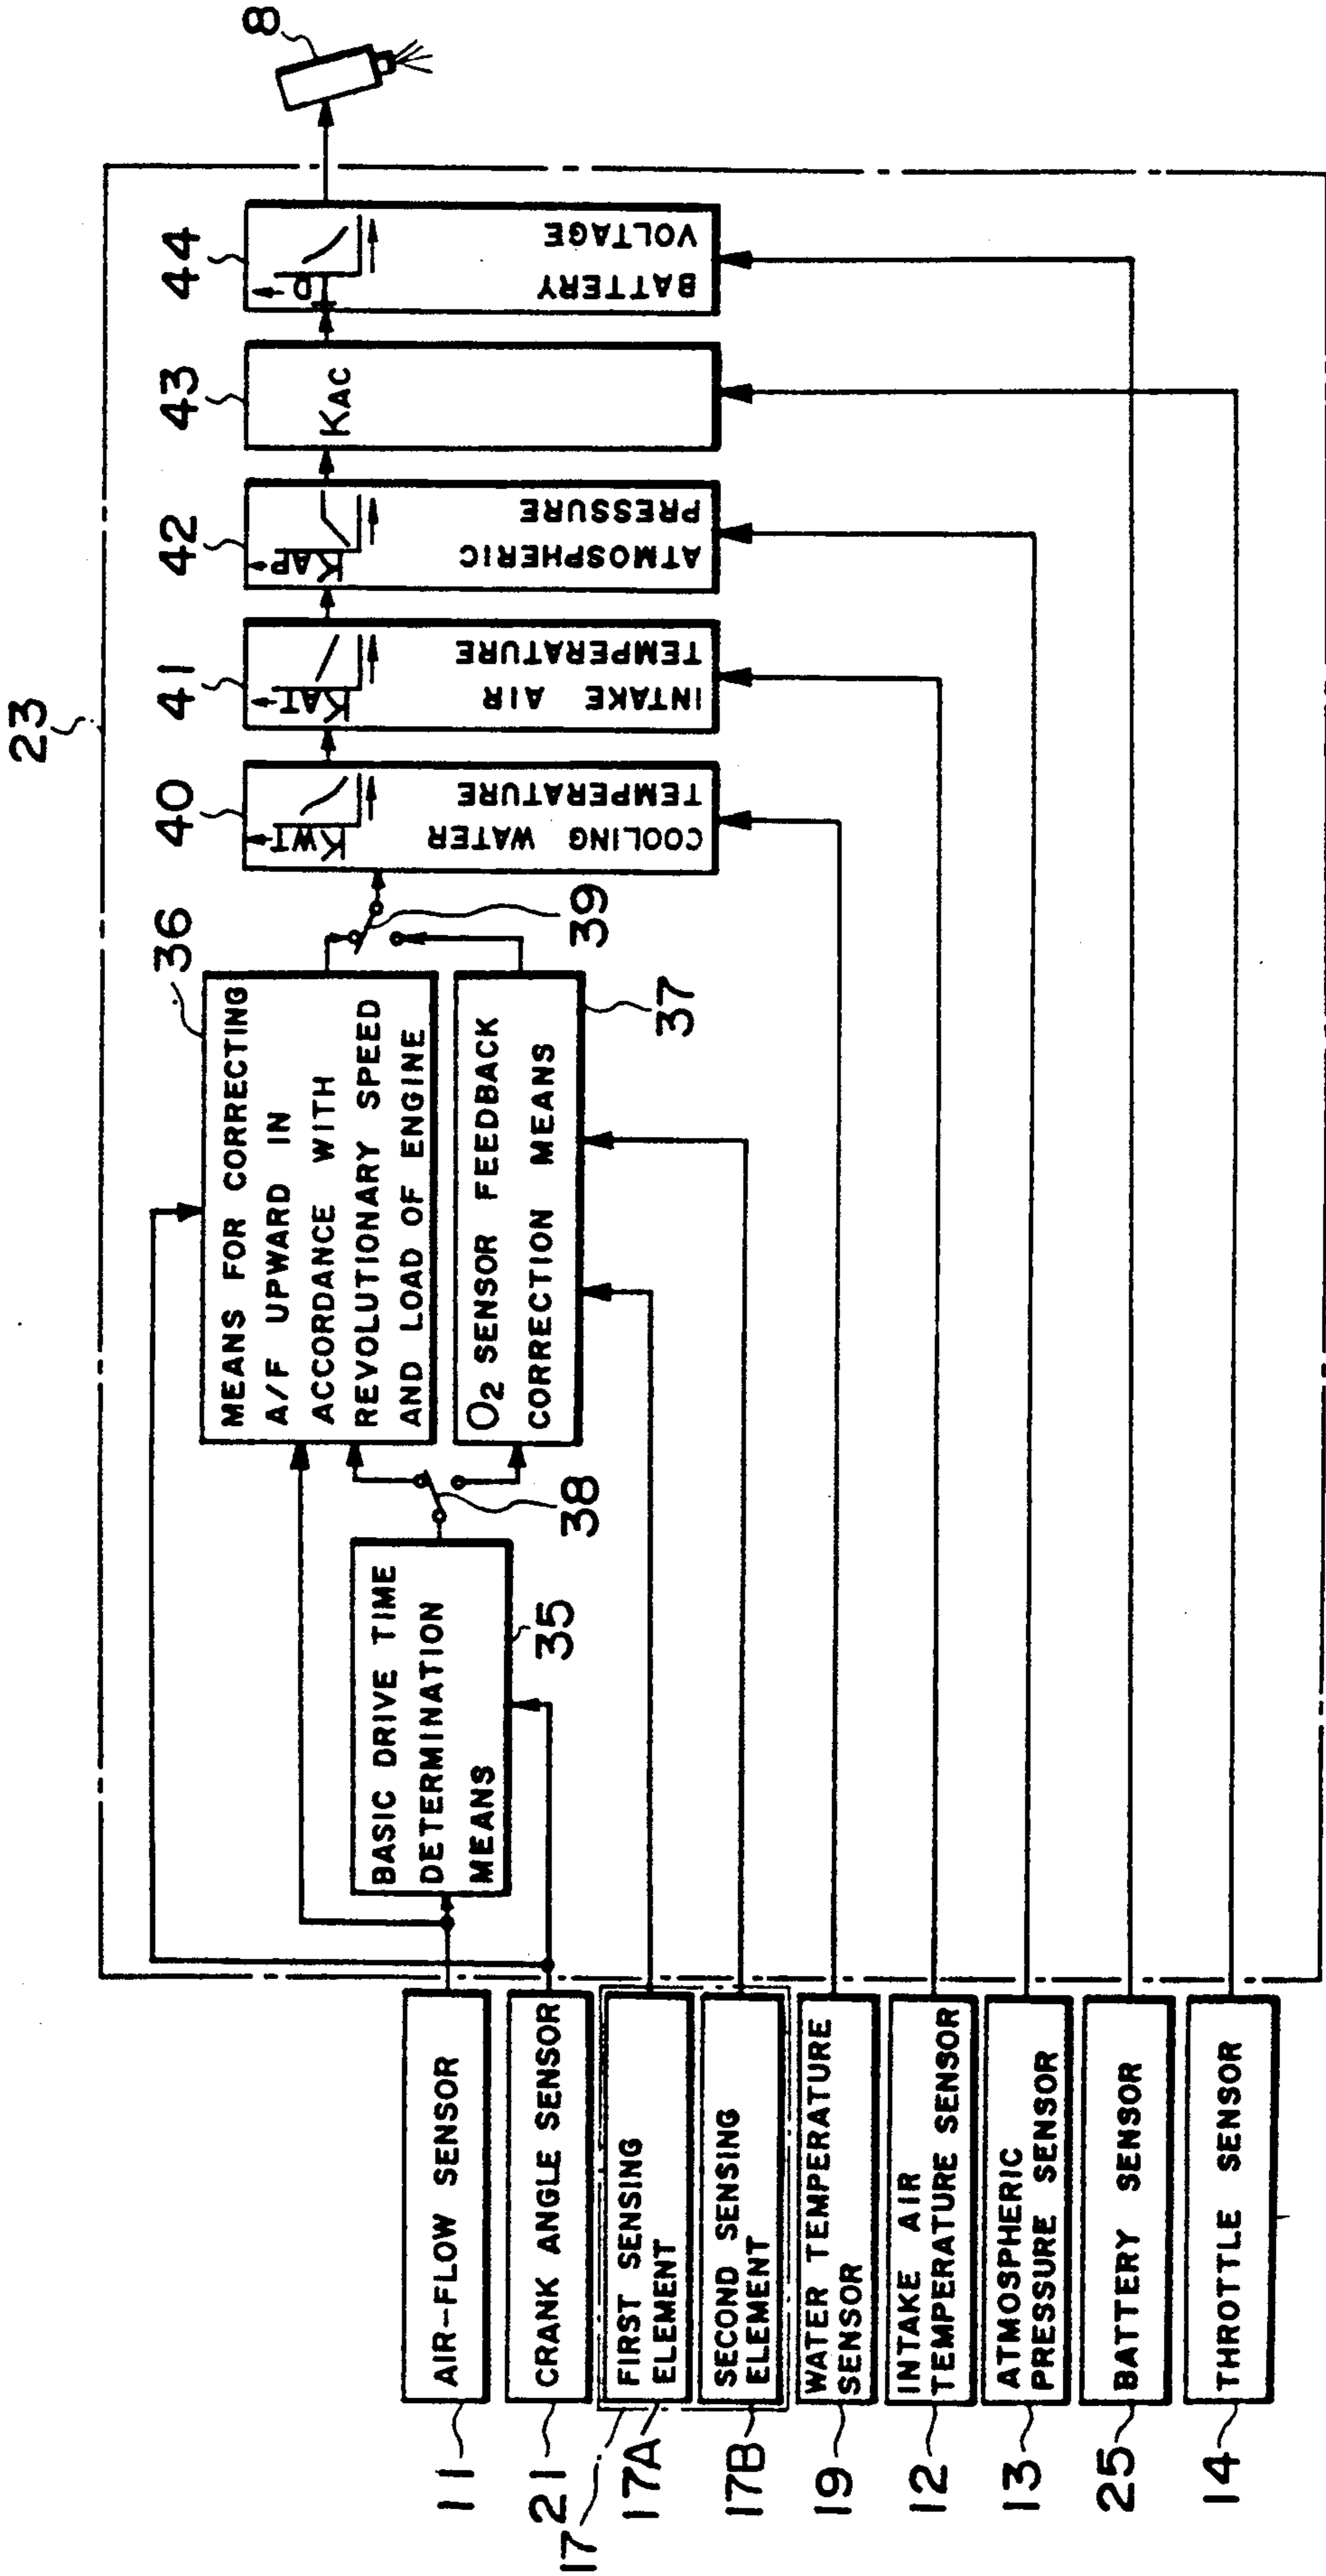 23
8
36
40
41
42
43
44
MEANS FOR CORRECTING
A/F UPWARD IN
ACCORDANCE WITH
REVOLUTIONARY SPEED
AND LOAD OF ENGINE
KWT
COOLING WATER
TEMPERATURE
KAT
INTAKE AIR
TEMPERATURE
KAP
ATMOSPHERIC
PRESSURE
KAC
D
BATTERY
VOLTAGE
39
BASIC DRIVE TIME
DETERMINATION
MEANS
38
35
O2 SENSOR FEEDBACK
CORRECTION MEANS
37
11
AIR-FLOW SENSOR
21
CRANK ANGLE SENSOR
17
17A
FIRST SENSING
ELEMENT
17B
SECOND SENSING
ELEMENT
19
WATER TEMPERATURE
SENSOR
12
INTAKE AIR
TEMPERATURE SENSOR
13
ATMOSPHERIC
PRESSURE SENSOR
25
BATTERY SENSOR
14
THROTTLE SENSOR